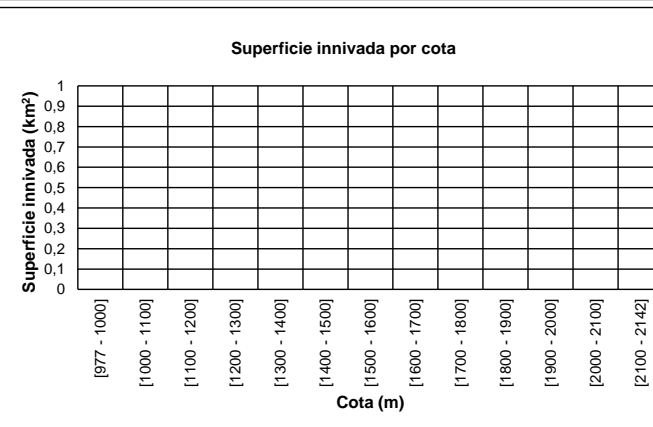 Superficie innivada por cota
Superficie innivada (km²)
1
0,9
0,8
0,7
0,6
0,5
0,4
0,3
0,2
0,1
0
[977 - 1000]
[1000 - 1100]
[1100 - 1200]
[1200 - 1300]
[1300 - 1400]
[1400 - 1500]
[1500 - 1600]
[1600 - 1700]
[1700 - 1800]
[1800 - 1900]
[1900 - 2000]
[2000 - 2100]
[2100 - 2142]
Cota (m)